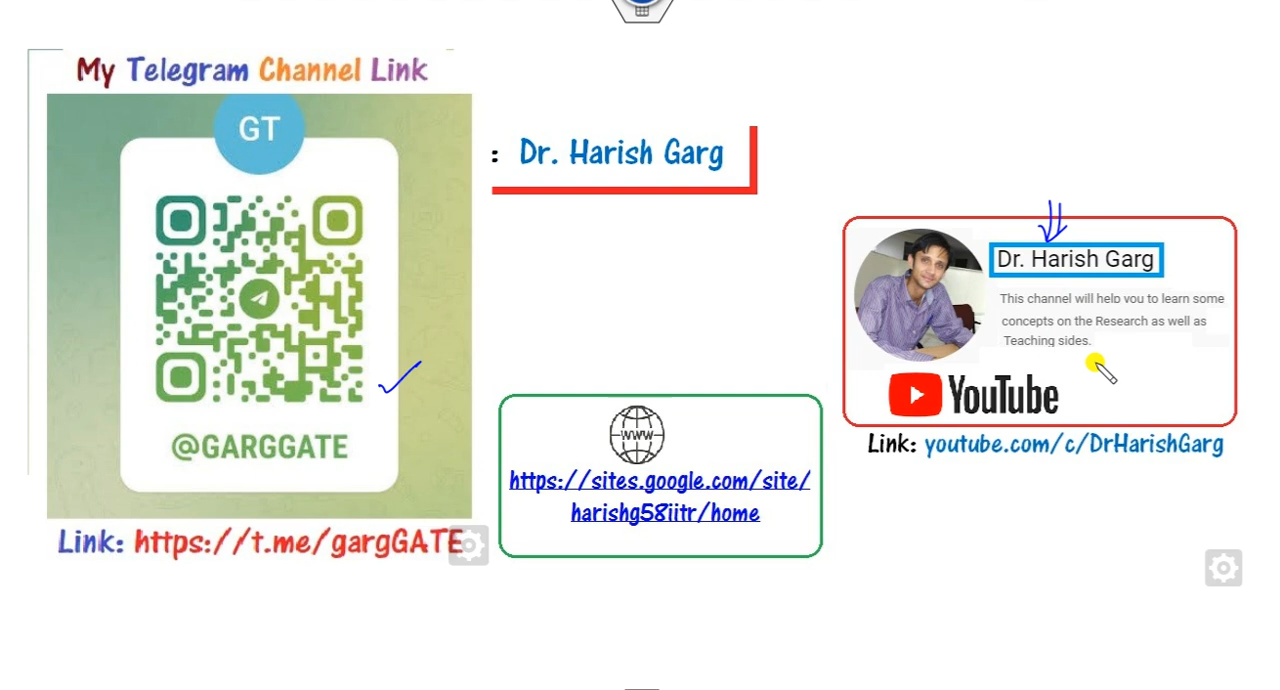 My Telegram Channel Link
GT
@GARGGATE
Link: https://t.me/gargGATE
: Dr. Harish Garg
www
https://sites.google.com/site/
harishg58iitr/home
Dr. Harish Garg
This channel will help you to learn some
concepts on the Research as well as
Teaching sides.
YouTube
Link: youtube.com/c/DrHarishGarg